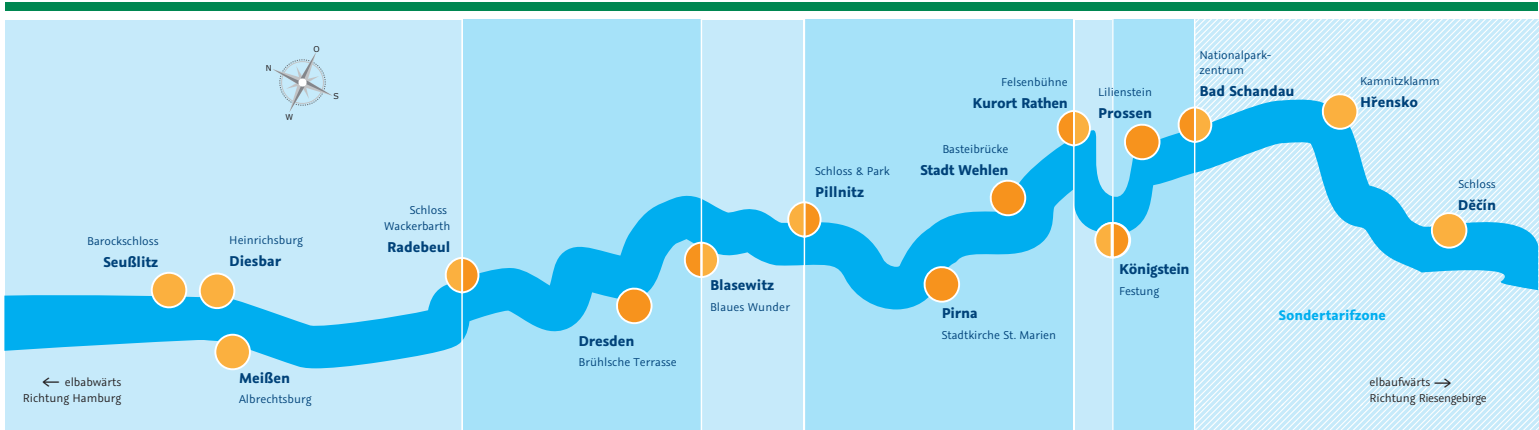 O
N
S
W
Barockschloss
Seußlitz
Heinrichsburg
Diesbar
Meißen
Albrechtsburg
← elbabwärts
Richtung Hamburg
Schloss
Wackerbarth
Radebeul
Dresden
Brühlsche Terrasse
Blasewitz
Blaues Wunder
Schloss & Park
Pillnitz
Pirna
Stadtkirche St. Marien
Basteibrücke
Stadt Wehlen
Felsenbühne
Kurort Rathen
Königstein
Festung
Lilienstein
Prossen
Nationalpark-
zentrum
Bad Schandau
Kamnitzklamm
Hřensko
Schloss
Děčín
Sondertarifzone
elbaufwärts →
Richtung Riesengebirge